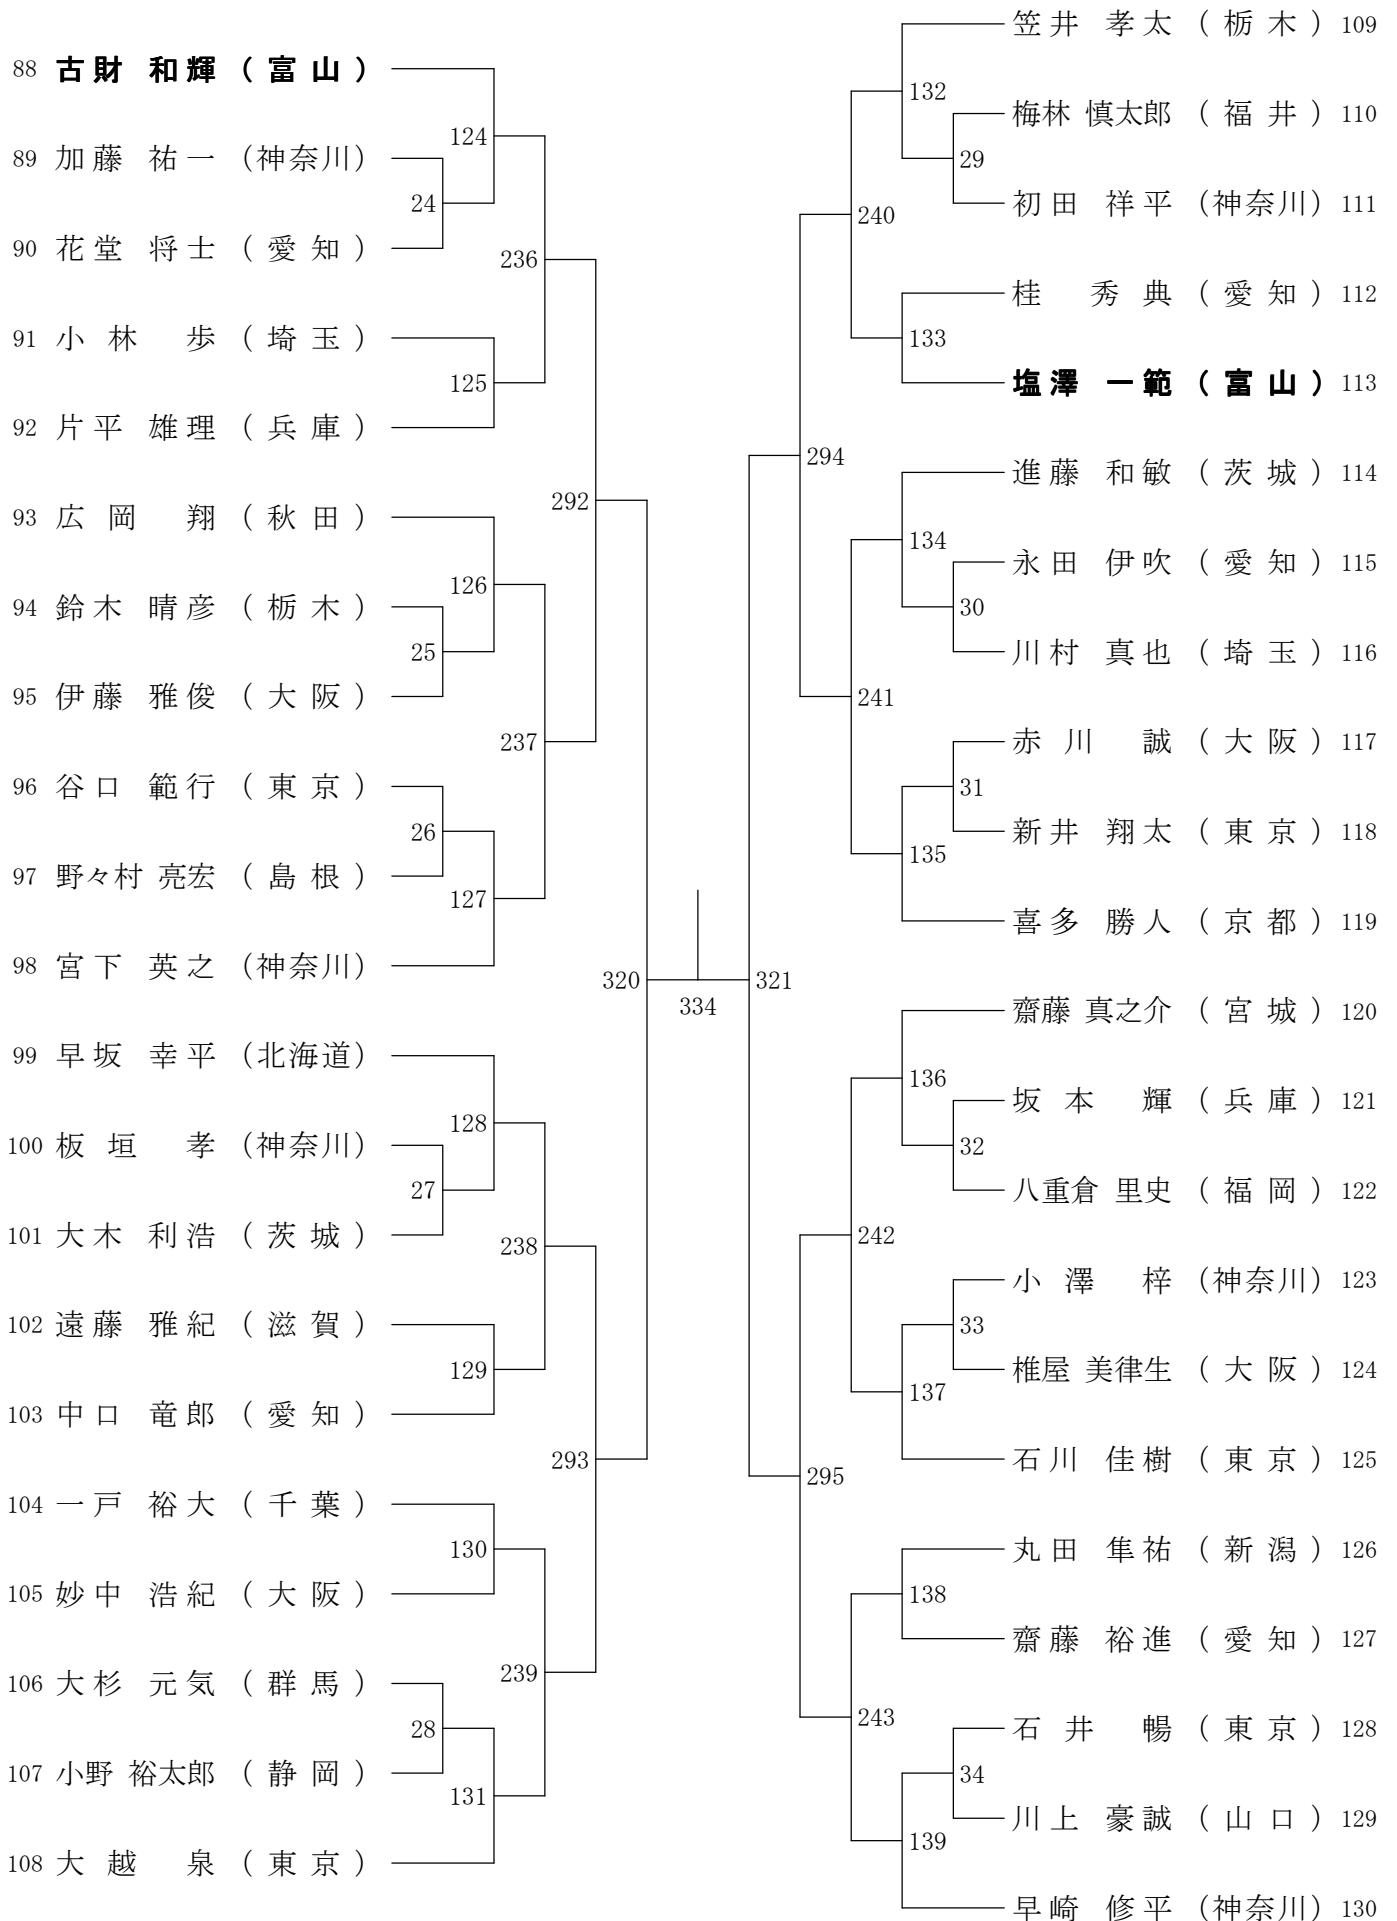 88 古財 和輝 (富山)
89 加藤 祐一 (神奈川)
90 花堂 将士 (愛知)
91 小林 歩 (埼玉)
92 片平 雄理 (兵庫)
93 広岡 翔 (秋田)
94 鈴木 晴彦 (栃木)
95 伊藤 雅俊 (大阪)
96 谷口 範行 (東京)
97 野々村 亮宏 (島根)
98 宮下 英之 (神奈川)
99 早坂 幸平 (北海道)
100 板垣 孝 (神奈川)
101 大木 利浩 (茨城)
102 遠藤 雅紀 (滋賀)
103 中口 竜郎 (愛知)
104 一戸 裕大 (千葉)
105 妙中 浩紀 (大阪)
106 大杉 元気 (群馬)
107 小野 裕太郎 (静岡)
108 大越 泉 (東京)
24
25
26
27
28
124
125
126
127
128
129
130
131
236
237
238
239
292
293
320
334
321
294
295
240
241
242
243
132
133
134
135
136
137
138
139
29
30
31
32
33
34
笠井 孝太 (栃木) 109
梅林 慎太郎 (福井) 110
初田 祥平 (神奈川) 111
桂 秀典 (愛知) 112
塩澤 一範 (富山) 113
進藤 和敏 (茨城) 114
永田 伊吹 (愛知) 115
川村 真也 (埼玉) 116
赤川 誠 (大阪) 117
新井 翔太 (東京) 118
喜多 勝人 (京都) 119
齋藤 真之介 (宮城) 120
坂本 輝 (兵庫) 121
八重倉 里史 (福岡) 122
小澤 梓 (神奈川) 123
椎屋 美律生 (大阪) 124
石川 佳樹 (東京) 125
丸田 隼祐 (新潟) 126
齋藤 裕進 (愛知) 127
石井 暢 (東京) 128
川上 豪誠 (山口) 129
早崎 修平 (神奈川) 130